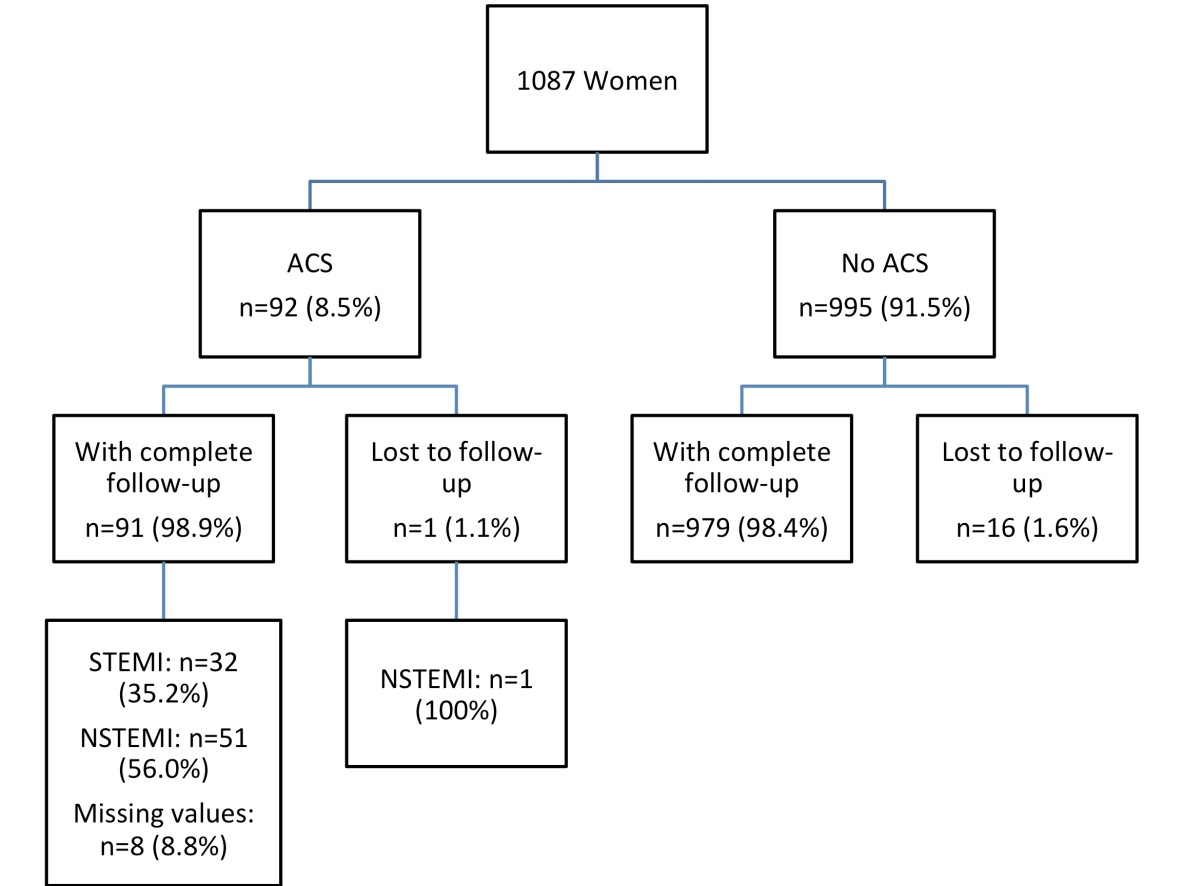 1087 Women
ACS
n=92 (8.5%)
No ACS
n=995 (91.5%)
With complete
follow-up
n=91 (98.9%)
Lost to follow-
up
n=1 (1.1%)
With complete
follow-up
n=979 (98.4%)
Lost to follow-
up
n=16 (1.6%)
STEMI: n=32
(35.2%)
NSTEMI: n=51
(56.0%)
Missing values:
n=8 (8.8%)
NSTEMI: n=1
(100%)